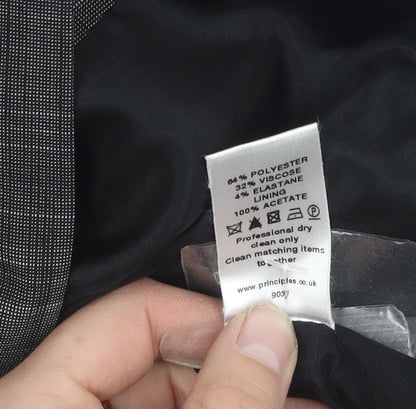 64% POLYESTER
32% VISCOSE
4% ELASTANE
LINING
100% ACETATE
Professional dry
clean only
Clean matching items
together
www.principles.co.uk